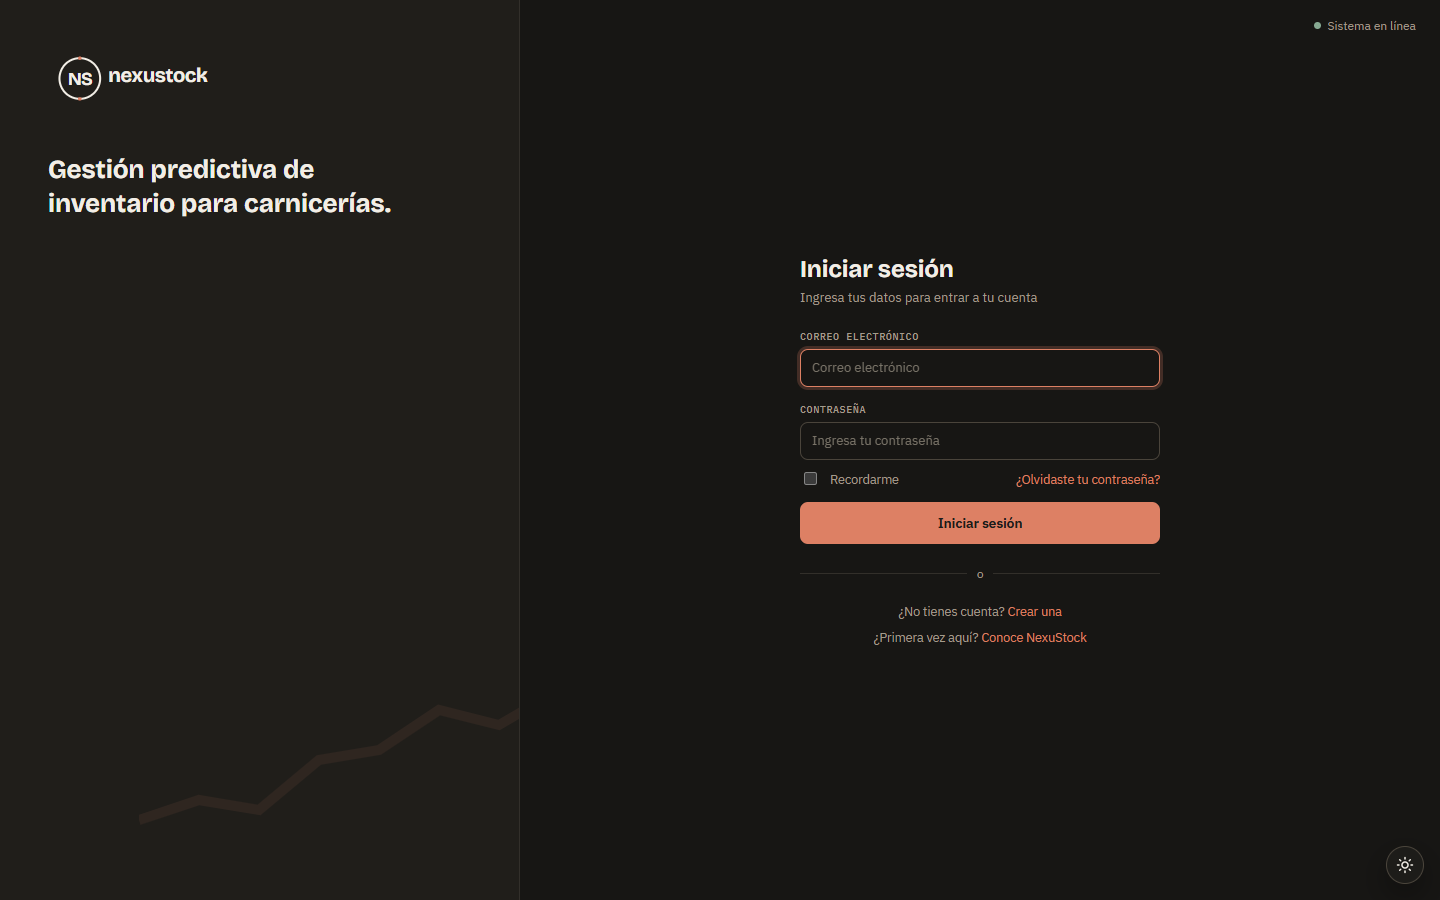 Sistema en línea
NS nexustock
Gestión predictiva de
inventario para carnicerías.
Iniciar sesión
Ingresa tus datos para entrar a tu cuenta
CORREO ELECTRÓNICO
Correo electrónico
CONTRASEÑA
Ingresa tu contraseña
Recordarme ¿Olvidaste tu contraseña?
Iniciar sesión
o
¿No tienes cuenta? Crear una
¿Primera vez aquí? Conoce NexuStock